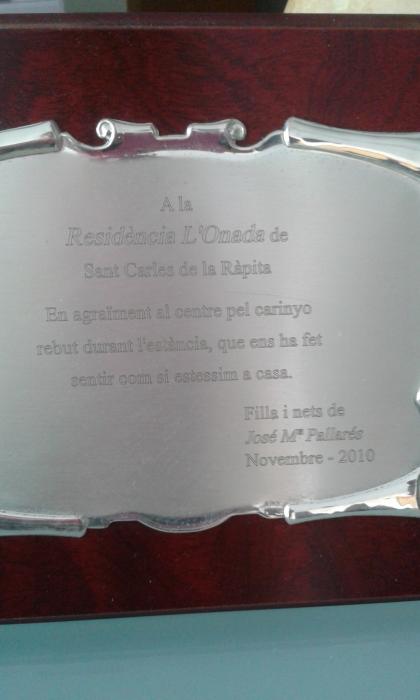 A la
Residència L'Onada de
Sant Carles de la Ràpita
En agraïment al centre pel carinyo
rebut durant l'estància, que ens ha fet
sentir com si estessim a casa.
Filla i nets de
José Mª Pallarés
Novembre - 2010